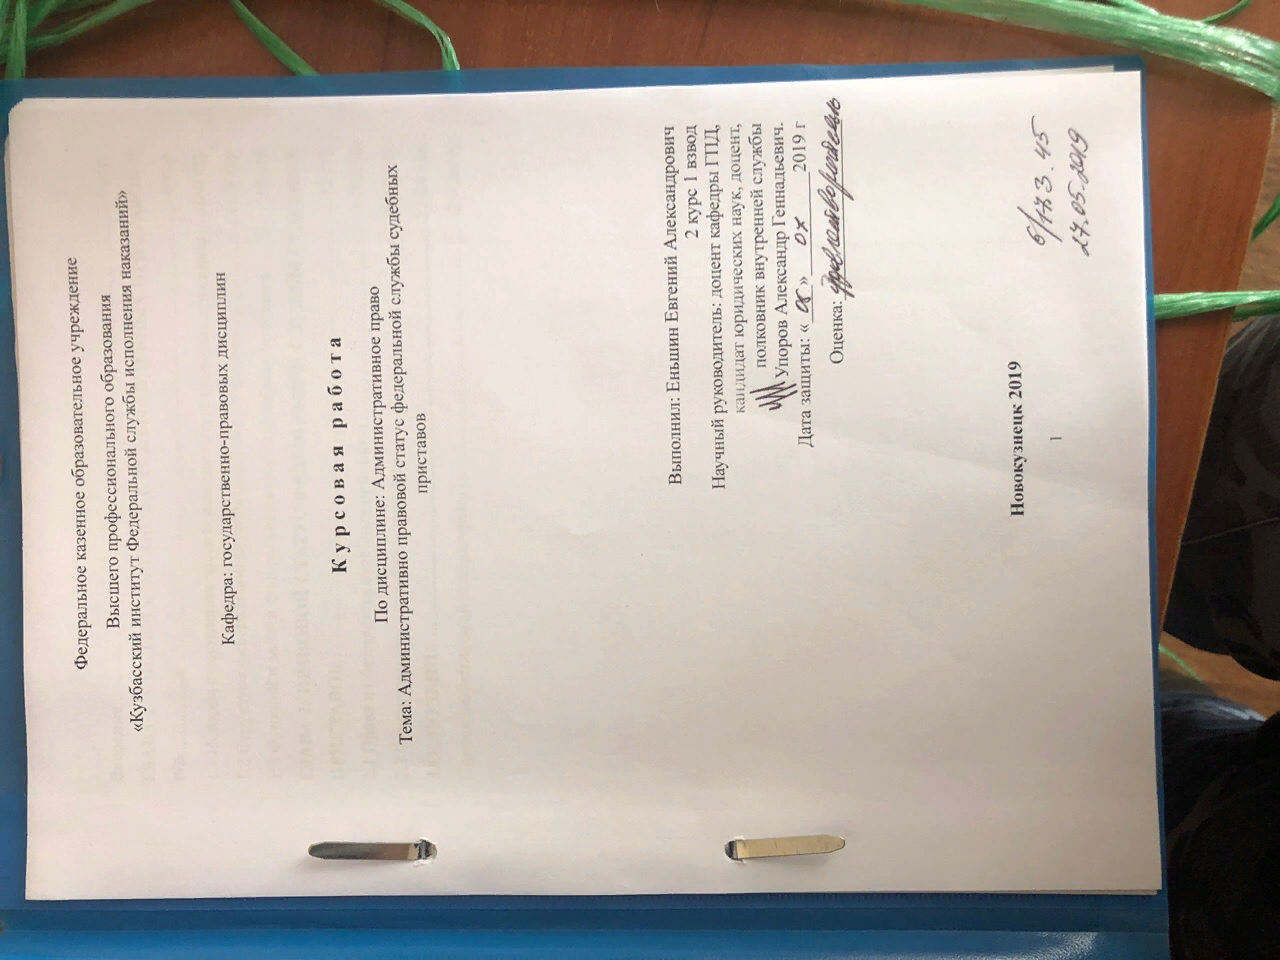 Федеральное казенное образовательное учреждение
Высшего профессионального образования
«Кузбасский институт Федеральной службы исполнения наказаний»
Кафедра: государственно-правовых дисциплин
Курсовая работа
По дисциплине: Административное право
Тема: Административно правовой статус федеральной службы судебных
приставов
Выполнил: Еньшин Евгений Александрович
2 курс 1 взвод
Научный руководитель: доцент кафедры ГПД,
кандидат юридических наук, доцент,
полковник внутренней службы
Упоров Александр Геннадьевич.
Дата защиты: « » 2019 г
Оценка: удовлетворительно
Новокузнецк 2019
1
27.05.2019